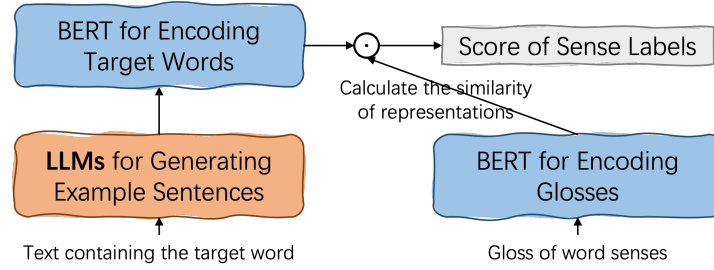 BERT for Encoding
Target Words
Score of Sense Labels
Calculate the similarity
of representations
LLMs for Generating
Example Sentences
BERT for Encoding
Glosses
Text containing the target word
Gloss of word senses